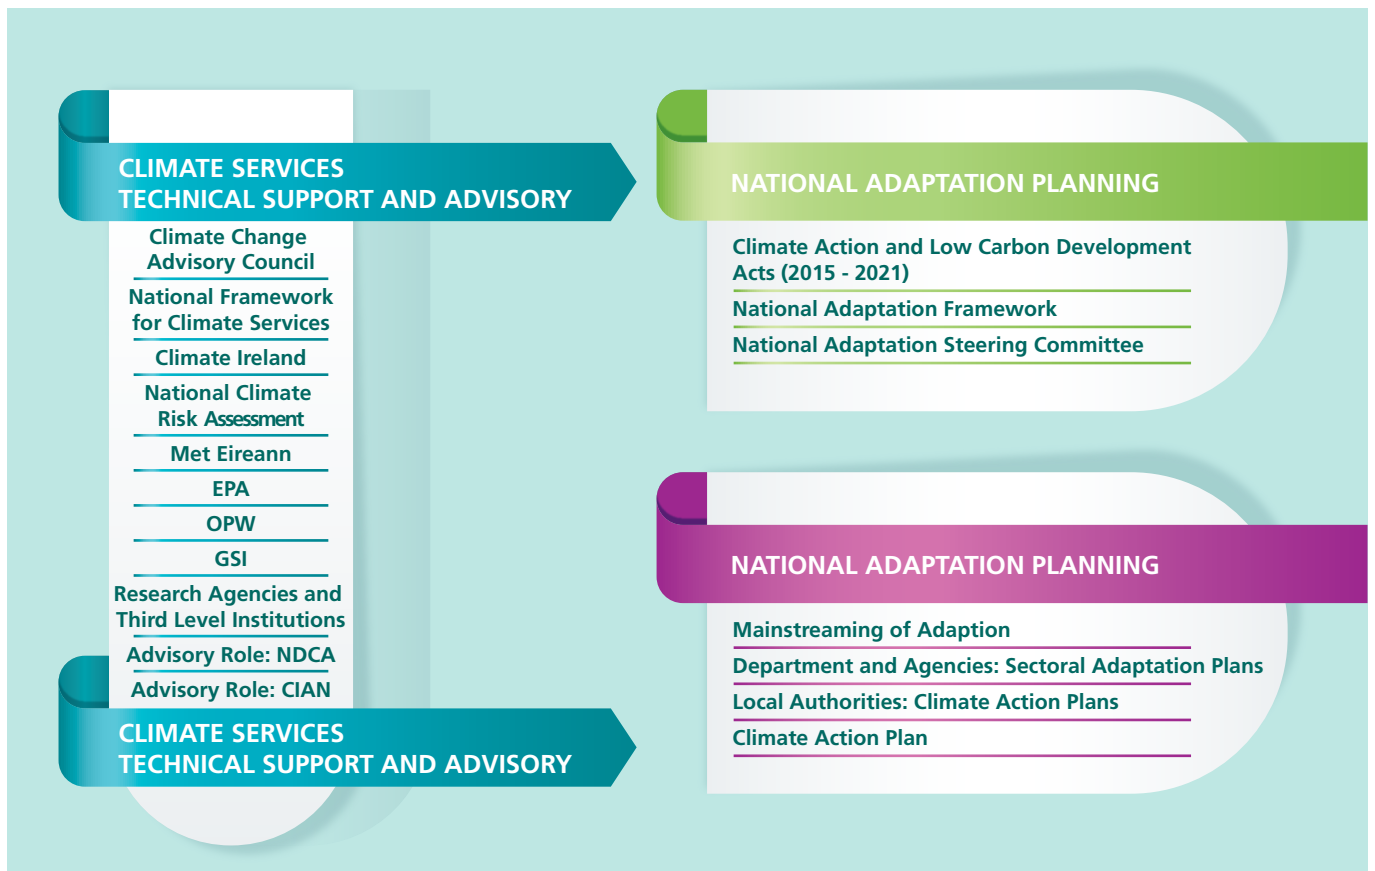 CLIMATE SERVICES
TECHNICAL SUPPORT AND ADVISORY
Climate Change
Advisory Council
National Framework
for Climate Services
Climate Ireland
National Climate
Risk Assessment
Met Eireann
EPA
OPW
GSI
Research Agencies and
Third Level Institutions
Advisory Role: NDCA
Advisory Role: CIAN
CLIMATE SERVICES
TECHNICAL SUPPORT AND ADVISORY
NATIONAL ADAPTATION PLANNING
Climate Action and Low Carbon Development
Acts (2015 - 2021)
National Adaptation Framework
National Adaptation Steering Committee
NATIONAL ADAPTATION PLANNING
Mainstreaming of Adaption
Department and Agencies: Sectoral Adaptation Plans
Local Authorities: Climate Action Plans
Climate Action Plan